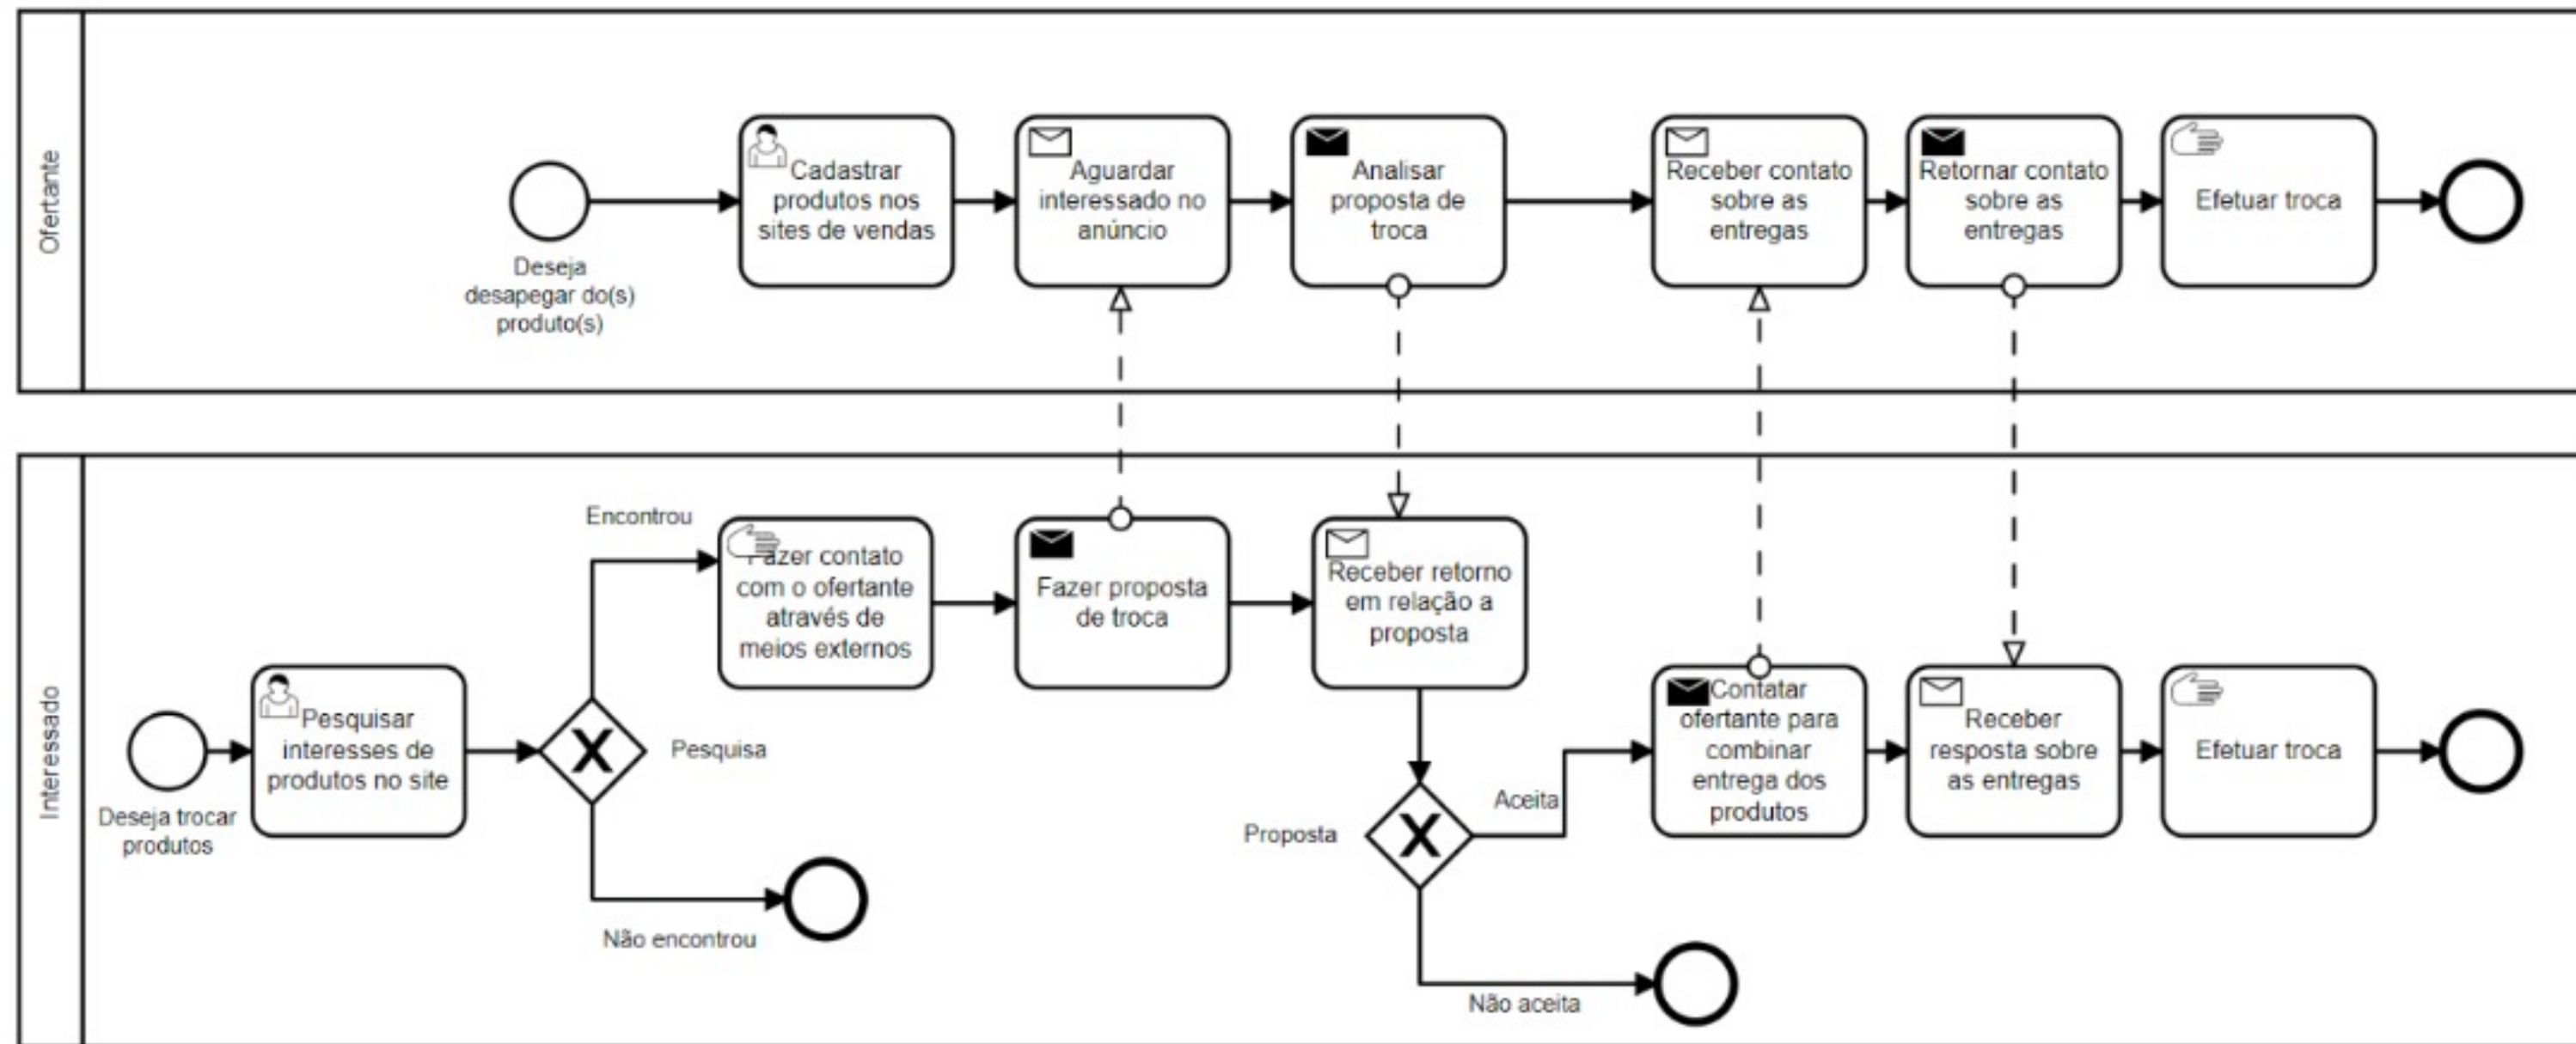 Ofertante
Deseja
desapegar do(s)
produto(s)
Cadastrar
produtos nos
sites de vendas
Aguardar
interessado no
anúncio
Analisar
proposta de
troca
Receber contato
sobre as
entregas
Retornar contato
sobre as
entregas
Efetuar troca
Interessado
Deseja trocar
produtos
Pesquisar
interesses de
produtos no site
Pesquisa
Encontrou
Não encontrou
Fazer contato
com o ofertante
através de
meios externos
Fazer proposta
de troca
Receber retorno
em relação a
proposta
Proposta
Aceita
Não aceita
Contatar
ofertante para
combinar
entrega dos
produtos
Receber
resposta sobre
as entregas
Efetuar troca